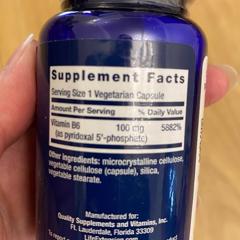 Supplement Facts
Serving Size 1 Vegetarian Capsule
Amount Per Serving % Daily Value
Vitamin B6 100 mg 5882%
(as pyridoxal 5'-phosphate)
Other ingredients: microcrystalline cellulose,
vegetable cellulose (capsule), silica,
vegetable stearate.
Manufactured for:
Quality Supplements and Vitamins, Inc.
Ft. Lauderdale, Florida 33309
LifeExtension.com